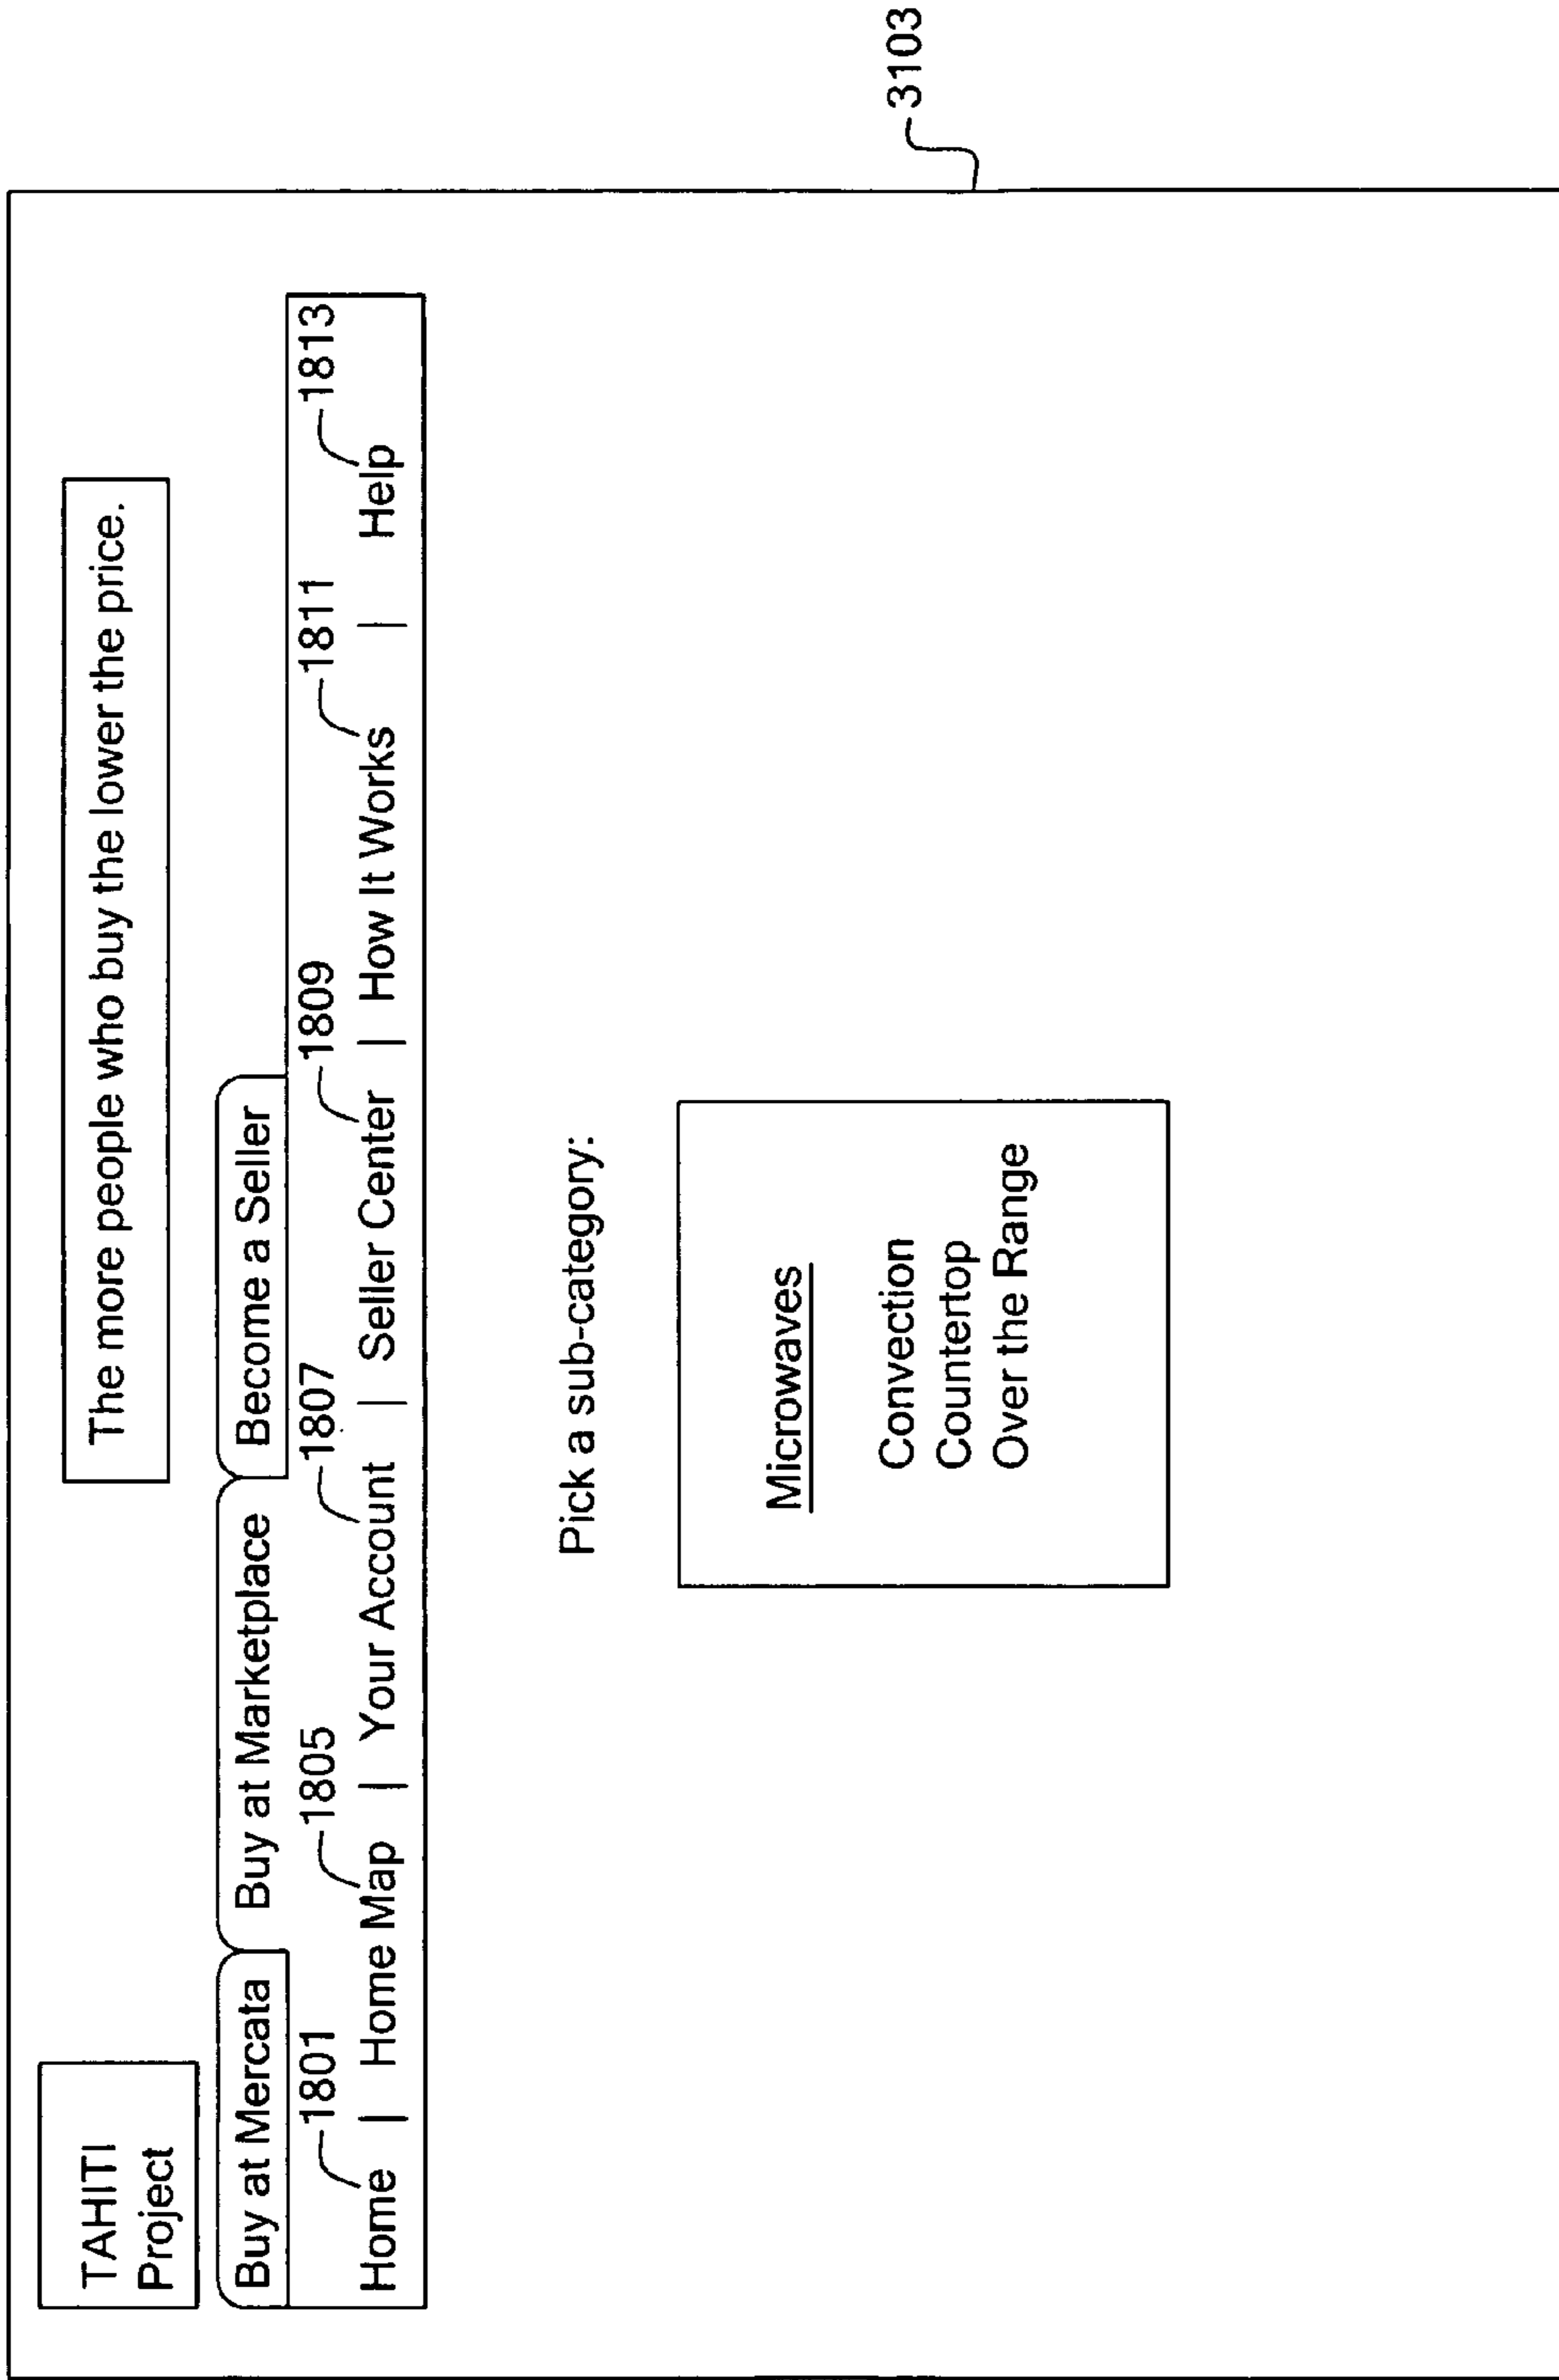 TAHITI
Project
The more people who buy the lower the price.
Buy at Mercata
Buy at Marketplace
Become a Seller
1801
1805
1807
1809
1811
1813
Home | Home Map | Your Account | Seller Center | How It Works | Help
Pick a sub-category:
Microwaves
Convection
Countertop
Over the Range
3103